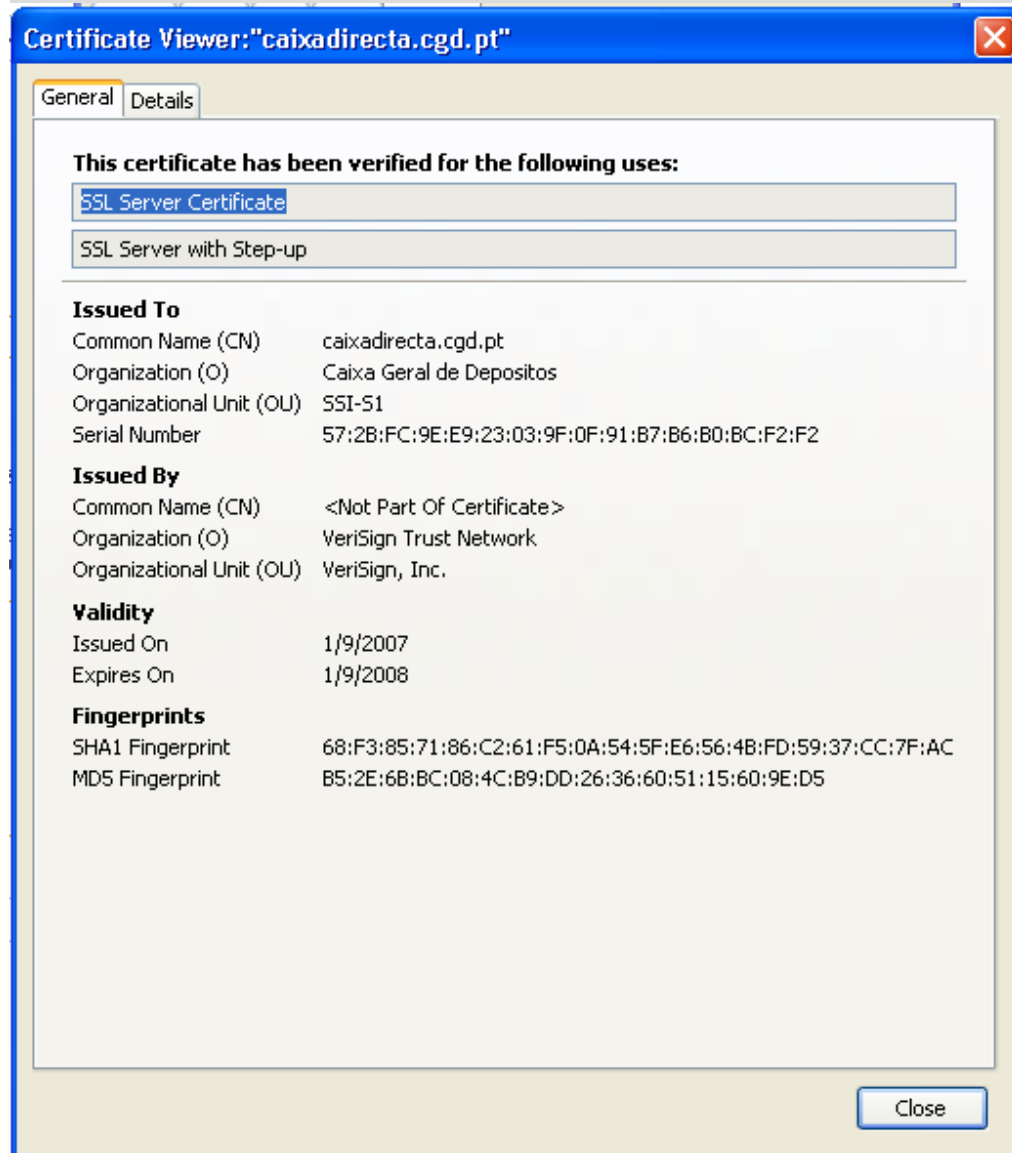 Certificate Viewer:"caixadirecta.cgd.pt"
General Details
This certificate has been verified for the following uses:
SSL Server Certificate
SSL Server with Step-up
Issued To
Common Name (CN) caixadirecta.cgd.pt
Organization (O) Caixa Geral de Depositos
Organizational Unit (OU) SSI-S1
Serial Number 57:2B:FC:9E:E9:23:03:9F:0F:91:B7:B6:B0:BC:F2:F2
Issued By
Common Name (CN) <Not Part Of Certificate>
Organization (O) VeriSign Trust Network
Organizational Unit (OU) VeriSign, Inc.
Validity
Issued On 1/9/2007
Expires On 1/9/2008
Fingerprints
SHA1 Fingerprint 68:F3:85:71:86:C2:61:F5:0A:54:5F:E6:56:4B:FD:59:37:CC:7F:AC
MD5 Fingerprint B5:2E:6B:BC:08:4C:B9:DD:26:36:60:51:15:60:9E:D5
Close